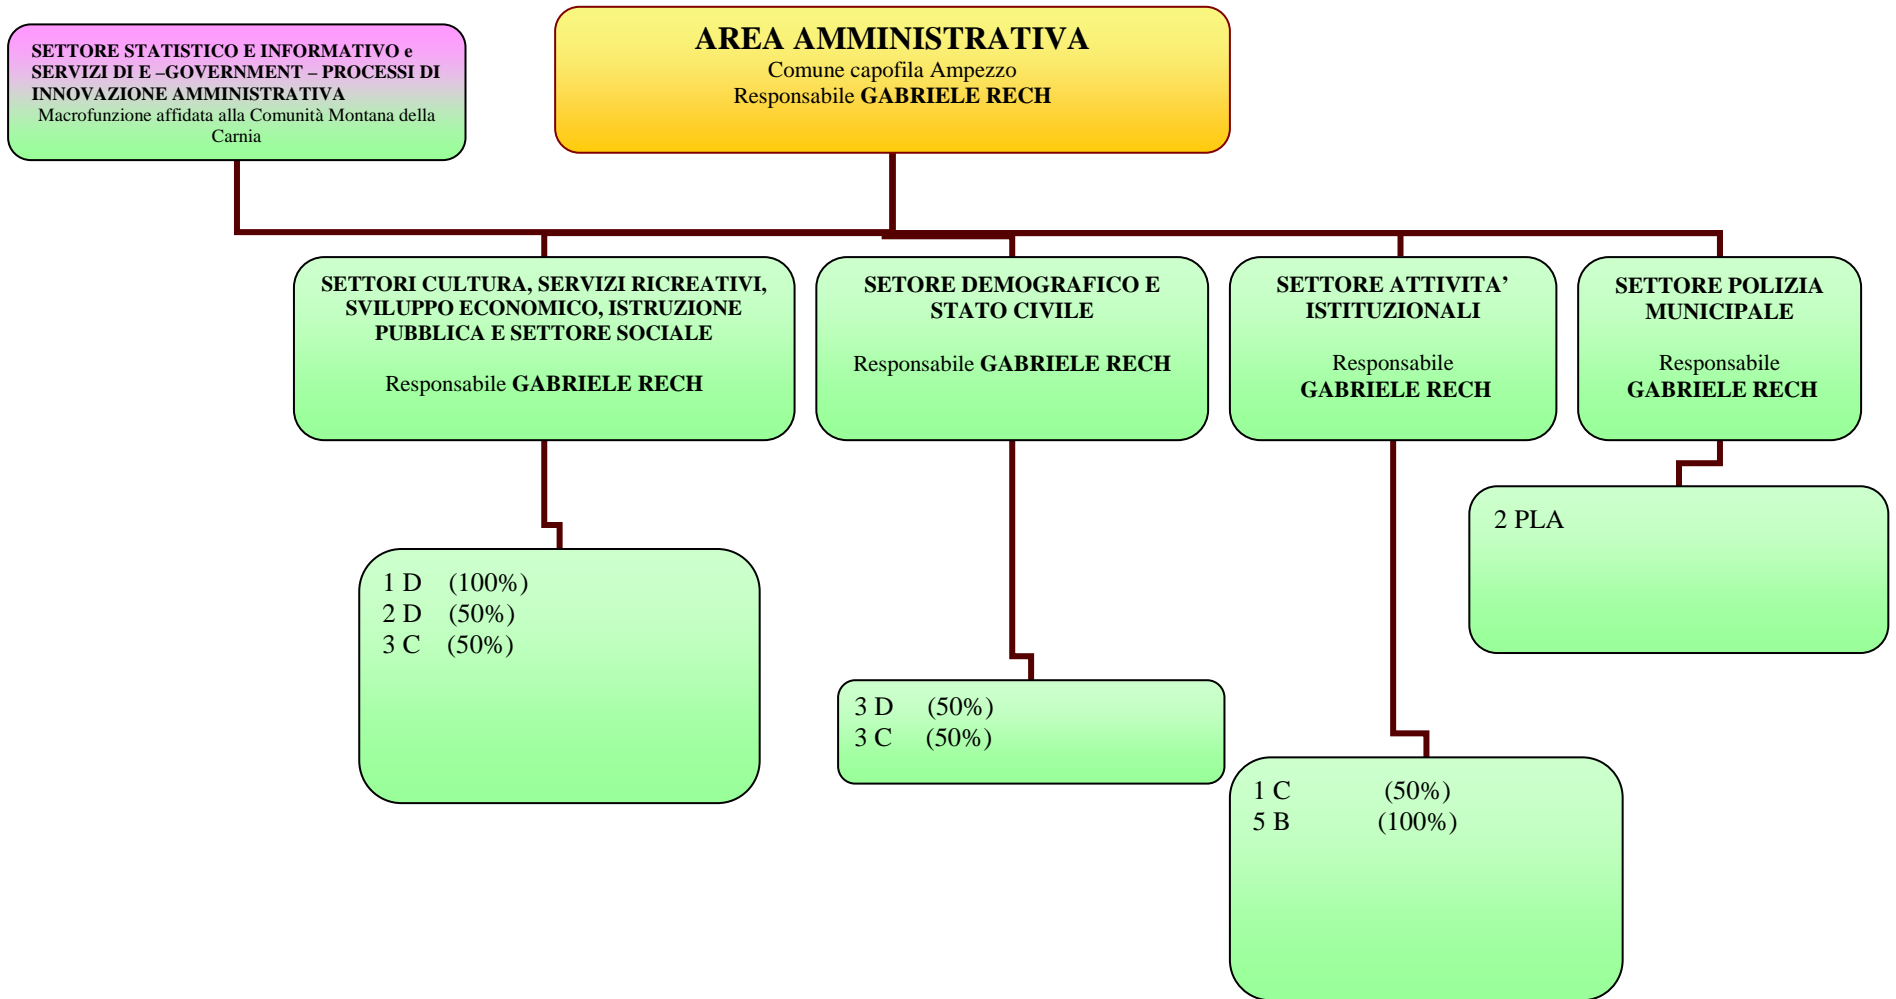 SETTORE STATISTICO E INFORMATIVO e
SERVIZI DI E –GOVERNMENT – PROCESSI DI
INNOVAZIONE AMMINISTRATIVA
Macrofunzione affidata alla Comunità Montana della
Carnia
AREA AMMINISTRATIVA
Comune capofila Ampezzo
Responsabile GABRIELE RECH
SETTORI CULTURA, SERVIZI RICREATIVI,
SVILUPPO ECONOMICO, ISTRUZIONE
PUBBLICA E SETTORE SOCIALE
Responsabile GABRIELE RECH
SETORE DEMOGRAFICO E
STATO CIVILE
Responsabile GABRIELE RECH
SETTORE ATTIVITA’
ISTITUZIONALI
Responsabile
GABRIELE RECH
SETTORE POLIZIA
MUNICIPALE
Responsabile
GABRIELE RECH
1 D (100%)
2 D (50%)
3 C (50%)
3 D (50%)
3 C (50%)
1 C (50%)
5 B (100%)
2 PLA